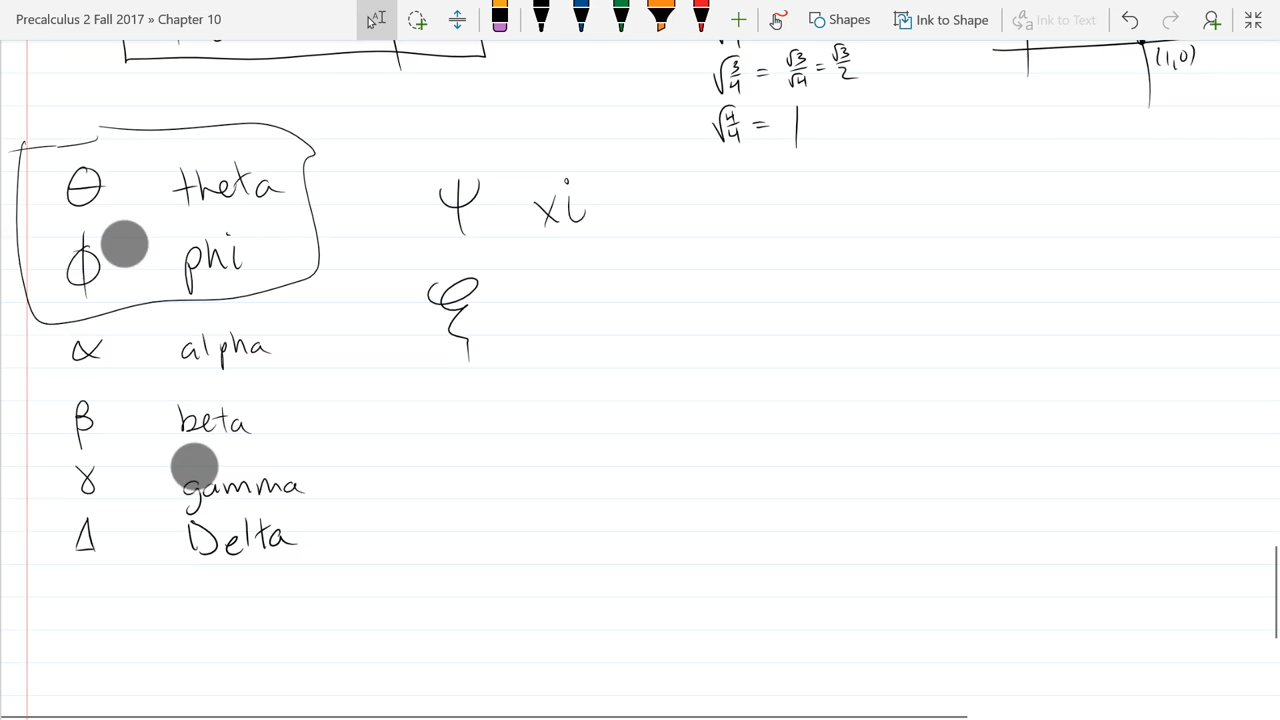 Precalculus 2 Fall 2017 » Chapter 10
Shapes
Ink to Shape
Ink to Text
√3/4 = √3/√4 = √3/2
√4/4 = 1
(1,0)
θ theta
ϕ phi
α alpha
β beta
γ gamma
Δ Delta
ψ xi
ξ